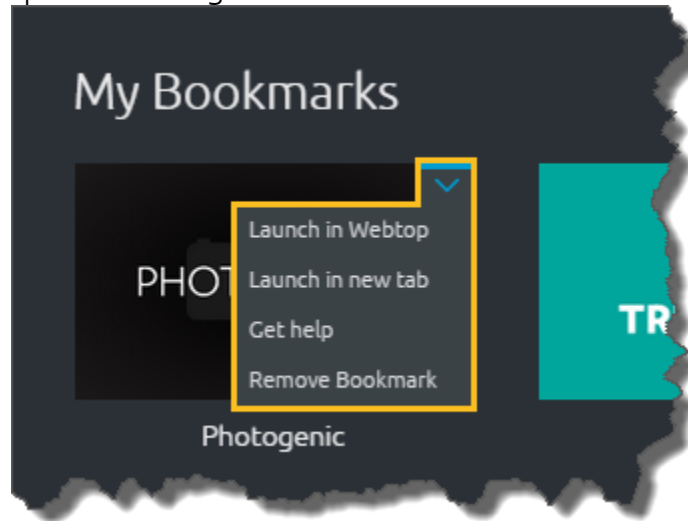 My Bookmarks
Launch in Webtop
PHOT
Launch in new tab
TR
Get help
Remove Bookmark
Photogenic